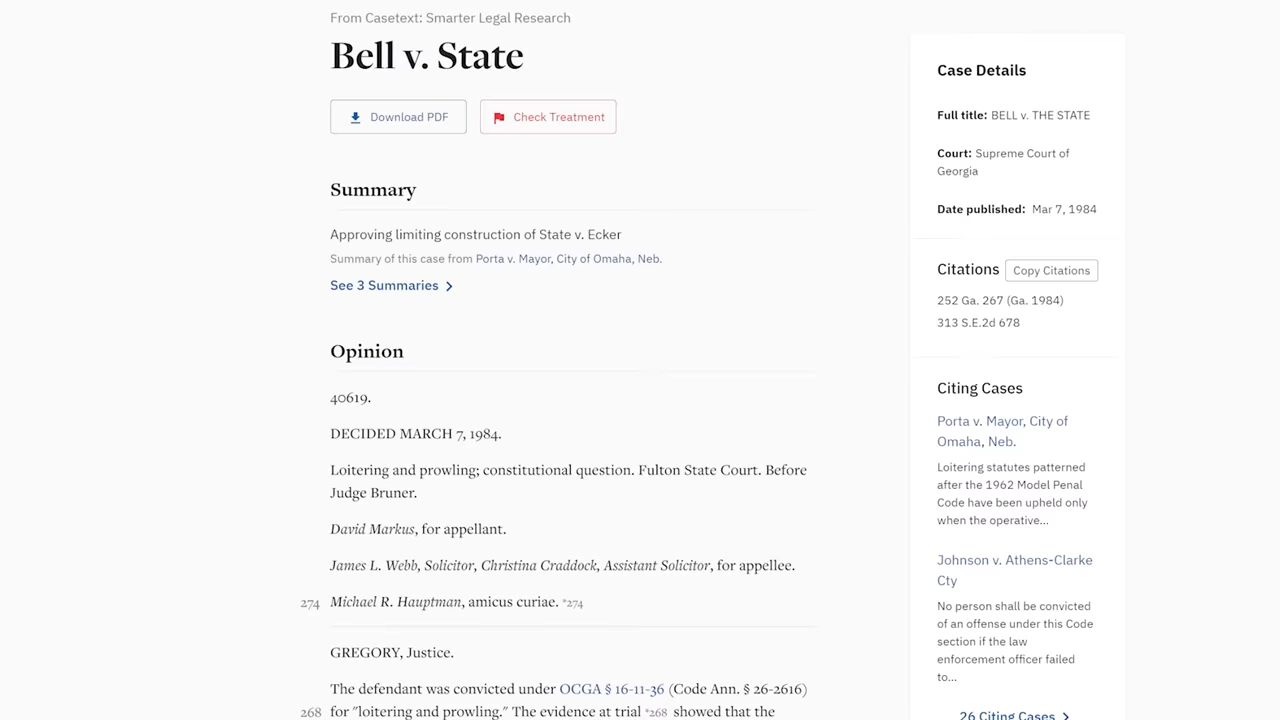 From Casetext: Smarter Legal Research
Bell v. State
Download PDF
Check Treatment
Summary
Approving limiting construction of State v. Ecker
Summary of this case from Porta v. Mayor, City of Omaha, Neb.
See 3 Summaries
Opinion
40619.
DECIDED MARCH 7, 1984.
Loitering and prowling; constitutional question. Fulton State Court. Before
Judge Bruner.
David Markus, for appellant.
James L. Webb, Solicitor, Christina Craddock, Assistant Solicitor, for appellee.
274 Michael R. Hauptman, amicus curiae. *274
GREGORY, Justice.
The defendant was convicted under OCGA § 16-11-36 (Code Ann. § 26-2616)
268 for "loitering and prowling." The evidence at trial *268 showed that the
Case Details
Full title: BELL v. THE STATE
Court: Supreme Court of
Georgia
Date published: Mar 7, 1984
Citations
Copy Citations
252 Ga. 267 (Ga. 1984)
313 S.E.2d 678
Citing Cases
Porta v. Mayor, City of
Omaha, Neb.
Loitering statutes patterned
after the 1962 Model Penal
Code have been upheld only
when the operative...
Johnson v. Athens-Clarke
Cty
No person shall be convicted
of an offense under this Code
section if the law
enforcement officer failed
to...
26 Citing Cases